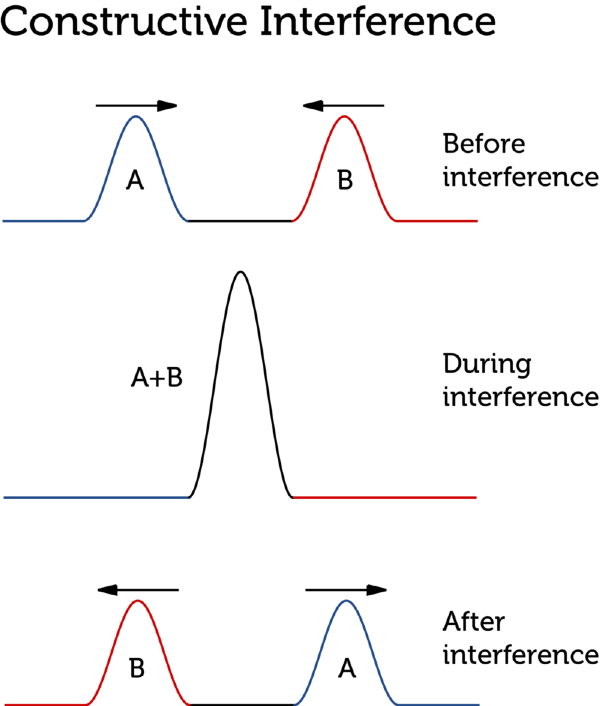 Constructive Interference
A
B
Before
interference
A+B
During
interference
B
A
After
interference